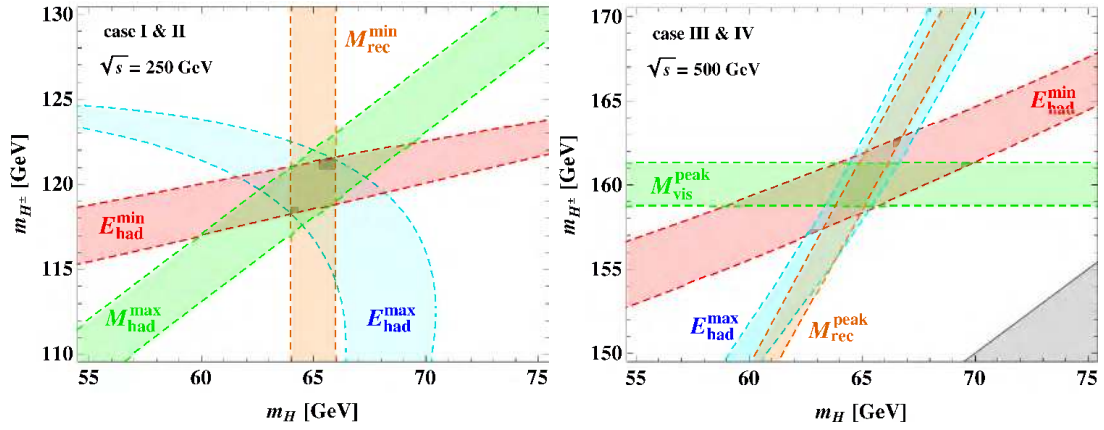 case I & II
√s = 250 GeV
M_rec^min
E_had^min
M_had^max
E_had^max
130
125
120
115
110
m_H± [GeV]
55 60 65 70 75
m_H [GeV]
case III & IV
√s = 500 GeV
E_had^min
M_vis^peak
E_had^max
M_rec^peak
170
165
160
155
150
m_H± [GeV]
55 60 65 70 75
m_H [GeV]